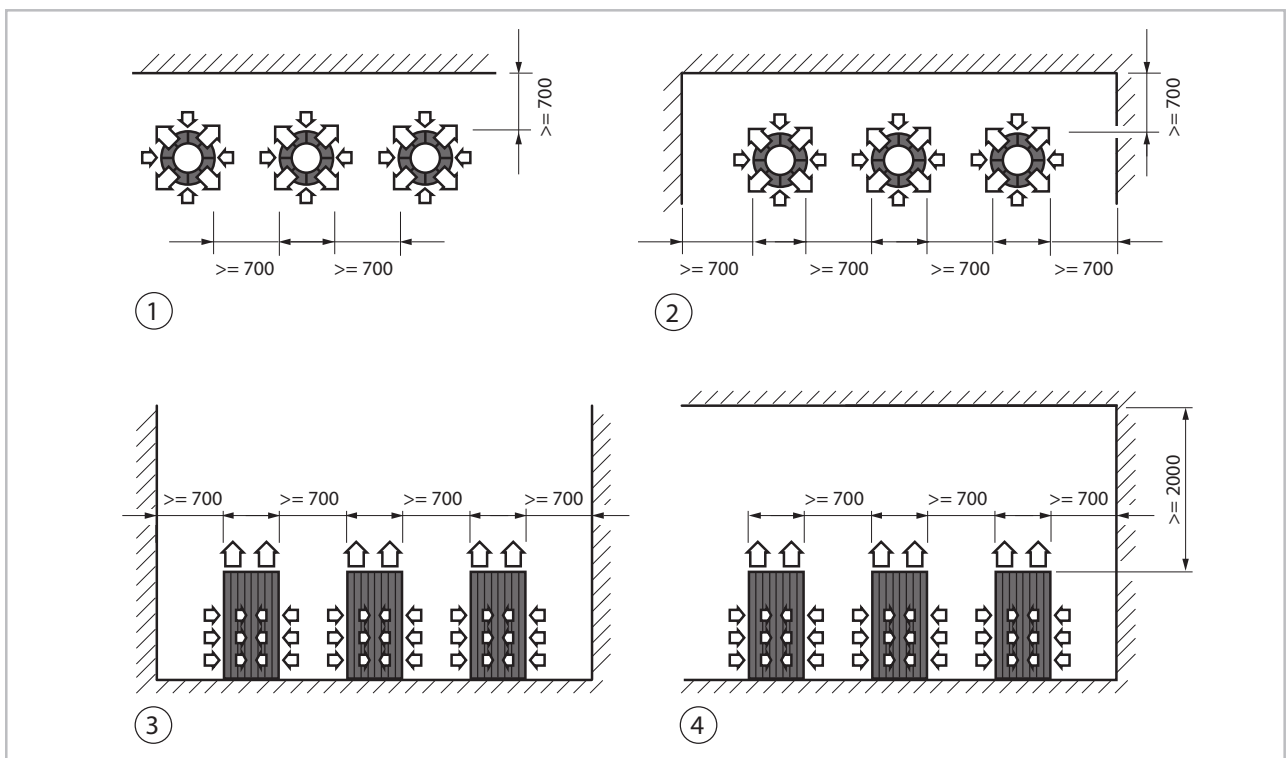 >= 700
>= 700 >= 700
1
>= 700
>= 700 >= 700 >= 700 >= 700
2
>= 700 >= 700 >= 700 >= 700
3
>= 700 >= 700 >= 700
>= 2000
4